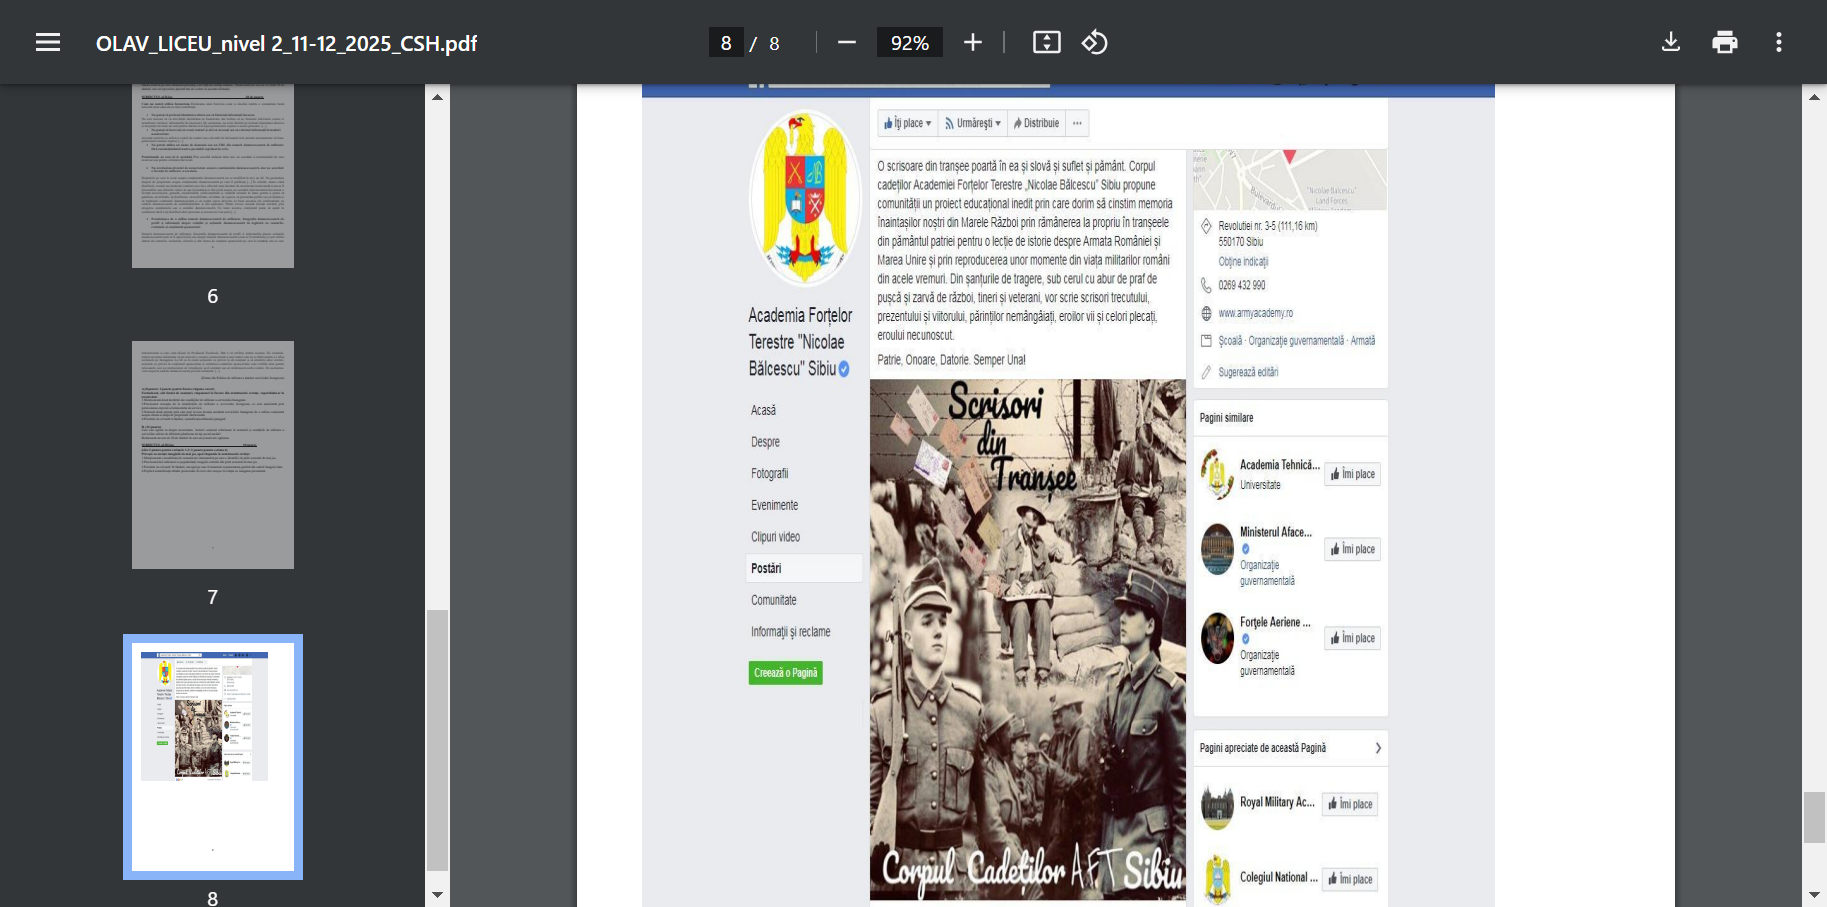 OLAV_LICEU_nivel 2_11-12_2025_CSH.pdf
8 / 8
92%
6
7
8
Îți place
Urmărești
Distribuie
Academia Forțelor
Terestre "Nicolae
Bălcescu" Sibiu
Acasă
Despre
Fotografii
Evenimente
Clipuri video
Postări
Comunitate
Informații și reclame
Creează o Pagină
O scrisoare din tranșee poartă în ea și slovă și suflet și pământ. Corpul
cadeților Academiei Forțelor Terestre „Nicolae Bălcescu” Sibiu propune
comunității un proiect educațional inedit prin care dorim să cinstim memoria
înaintașilor noștri din Marele Război prin rămânerea la propriu în tranșeele
din pământul patriei pentru o lecție de istorie despre Armata României și
Marea Unire și prin reproducerea unor momente din viața militarilor români
din acele vremuri. Din șanțurile de tragere, sub cerul cu abur de praf de
pușcă și zarvă de război, tineri și veterani, vor scrie scrisori trecutului,
prezentului și viitorului, părinților nemângâiați, eroilor vii și celori plecați,
eroului necunoscut.
Patrie, Onoare, Datorie. Semper Una!
Scrisori
din
Tranșee
Corpul Cadeților AFT Sibiu
"Nicolae Bălcescu"
Land Forces
Revolutiei nr. 3-5 (111,16 km)
550170 Sibiu
Obține indicații
0269 432 990
www.armyacademy.ro
Școală · Organizație guvernamentală · Armată
Sugerează editări
Pagini similare
Academia Tehnică...
Universitate
Îmi place
Ministerul Aface...
Organizație
guvernamentală
Îmi place
Forțele Aeriene ...
Organizație
guvernamentală
Îmi place
Pagini apreciate de această Pagină
Royal Military Ac...
Îmi place
Colegiul National ...
Îmi place